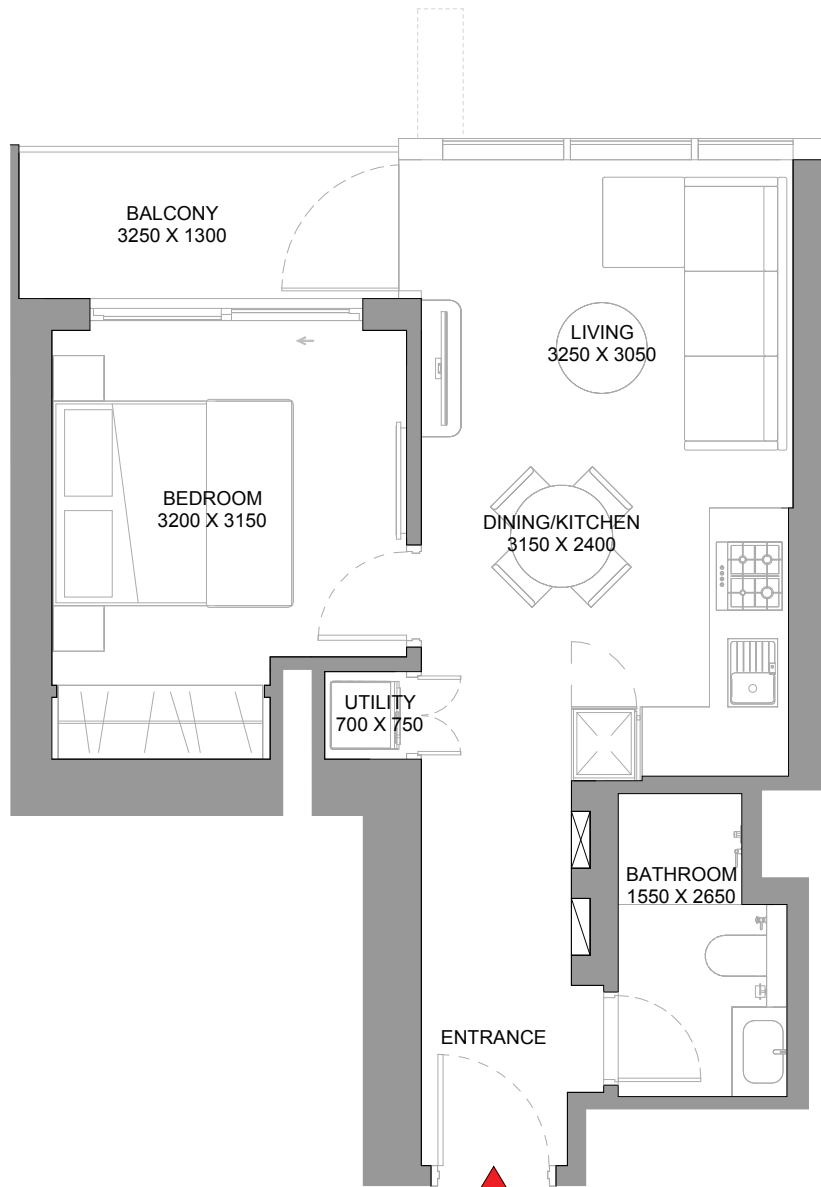 BALCONY
3250 X 1300
LIVING
3250 X 3050
BEDROOM
3200 X 3150
DINING/KITCHEN
3150 X 2400
UTILITY
700 X 750
BATHROOM
1550 X 2650
ENTRANCE